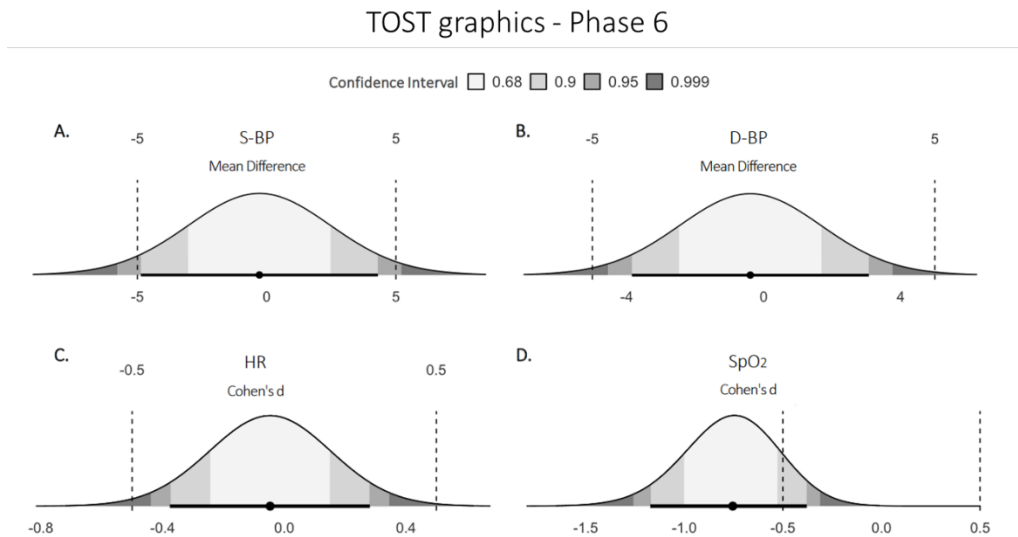 TOST graphics - Phase 6
Confidence Interval 0.68 0.9 0.95 0.999
A.
-5 S-BP 5
Mean Difference
-5 0 5
B.
-5 D-BP 5
Mean Difference
-4 0 4
C.
-0.5 HR 0.5
Cohen's d
-0.8 -0.4 0.0 0.4
D.
SpO2
Cohen's d
-1.5 -1.0 -0.5 0.0 0.5